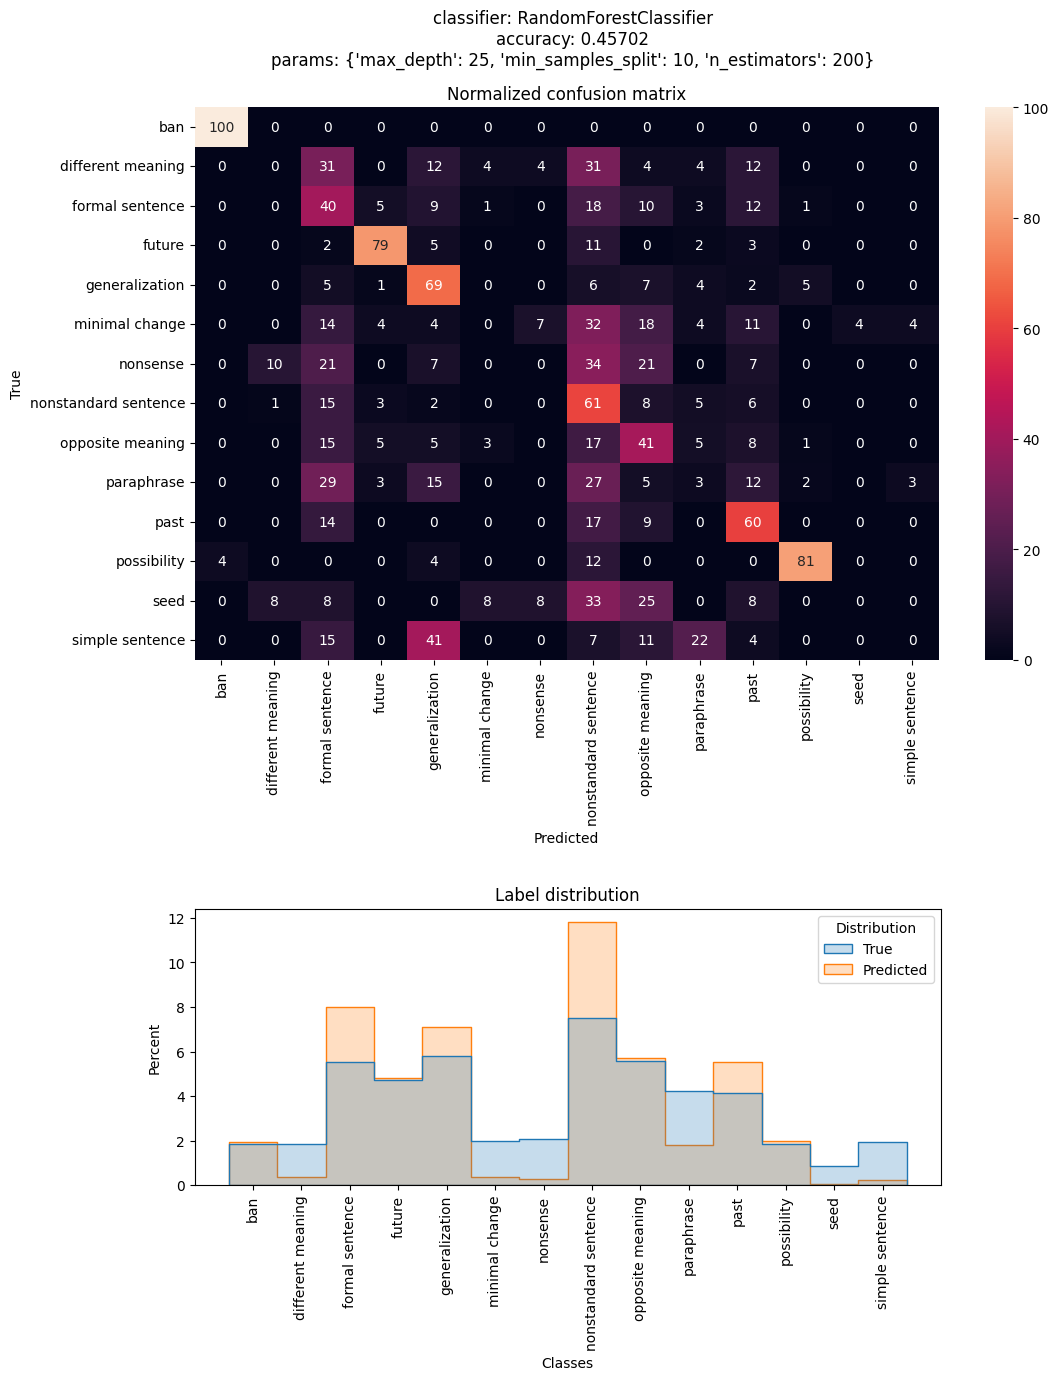 classifier: RandomForestClassifier
accuracy: 0.45702
params: {'max_depth': 25, 'min_samples_split': 10, 'n_estimators': 200}
Normalized confusion matrix
True
ban 100 0 0 0 0 0 0 0 0 0 0 0 0 0
different meaning 0 0 31 0 12 4 4 31 4 4 12 0 0 0
formal sentence 0 0 40 5 9 1 0 18 10 3 12 1 0 0
future 0 0 2 79 5 0 0 11 0 2 3 0 0 0
generalization 0 0 5 1 69 0 0 6 7 4 2 5 0 0
minimal change 0 0 14 4 4 0 7 32 18 4 11 0 4 4
nonsense 0 10 21 0 7 0 0 34 21 0 7 0 0 0
nonstandard sentence 0 1 15 3 2 0 0 61 8 5 6 0 0 0
opposite meaning 0 0 15 5 5 3 0 17 41 5 8 1 0 0
paraphrase 0 0 29 3 15 0 0 27 5 3 12 2 0 3
past 0 0 14 0 0 0 0 17 9 0 60 0 0 0
possibility 4 0 0 0 4 0 0 12 0 0 0 81 0 0
seed 0 8 8 0 0 8 8 33 25 0 8 0 0 0
simple sentence 0 0 15 0 41 0 0 7 11 22 4 0 0 0
ban
different meaning
formal sentence
future
generalization
minimal change
nonsense
nonstandard sentence
opposite meaning
paraphrase
past
possibility
seed
simple sentence
Predicted
100
80
60
40
20
0
Label distribution
Percent
12
10
8
6
4
2
0
Distribution
True
Predicted
ban
different meaning
formal sentence
future
generalization
minimal change
nonsense
nonstandard sentence
opposite meaning
paraphrase
past
possibility
seed
simple sentence
Classes